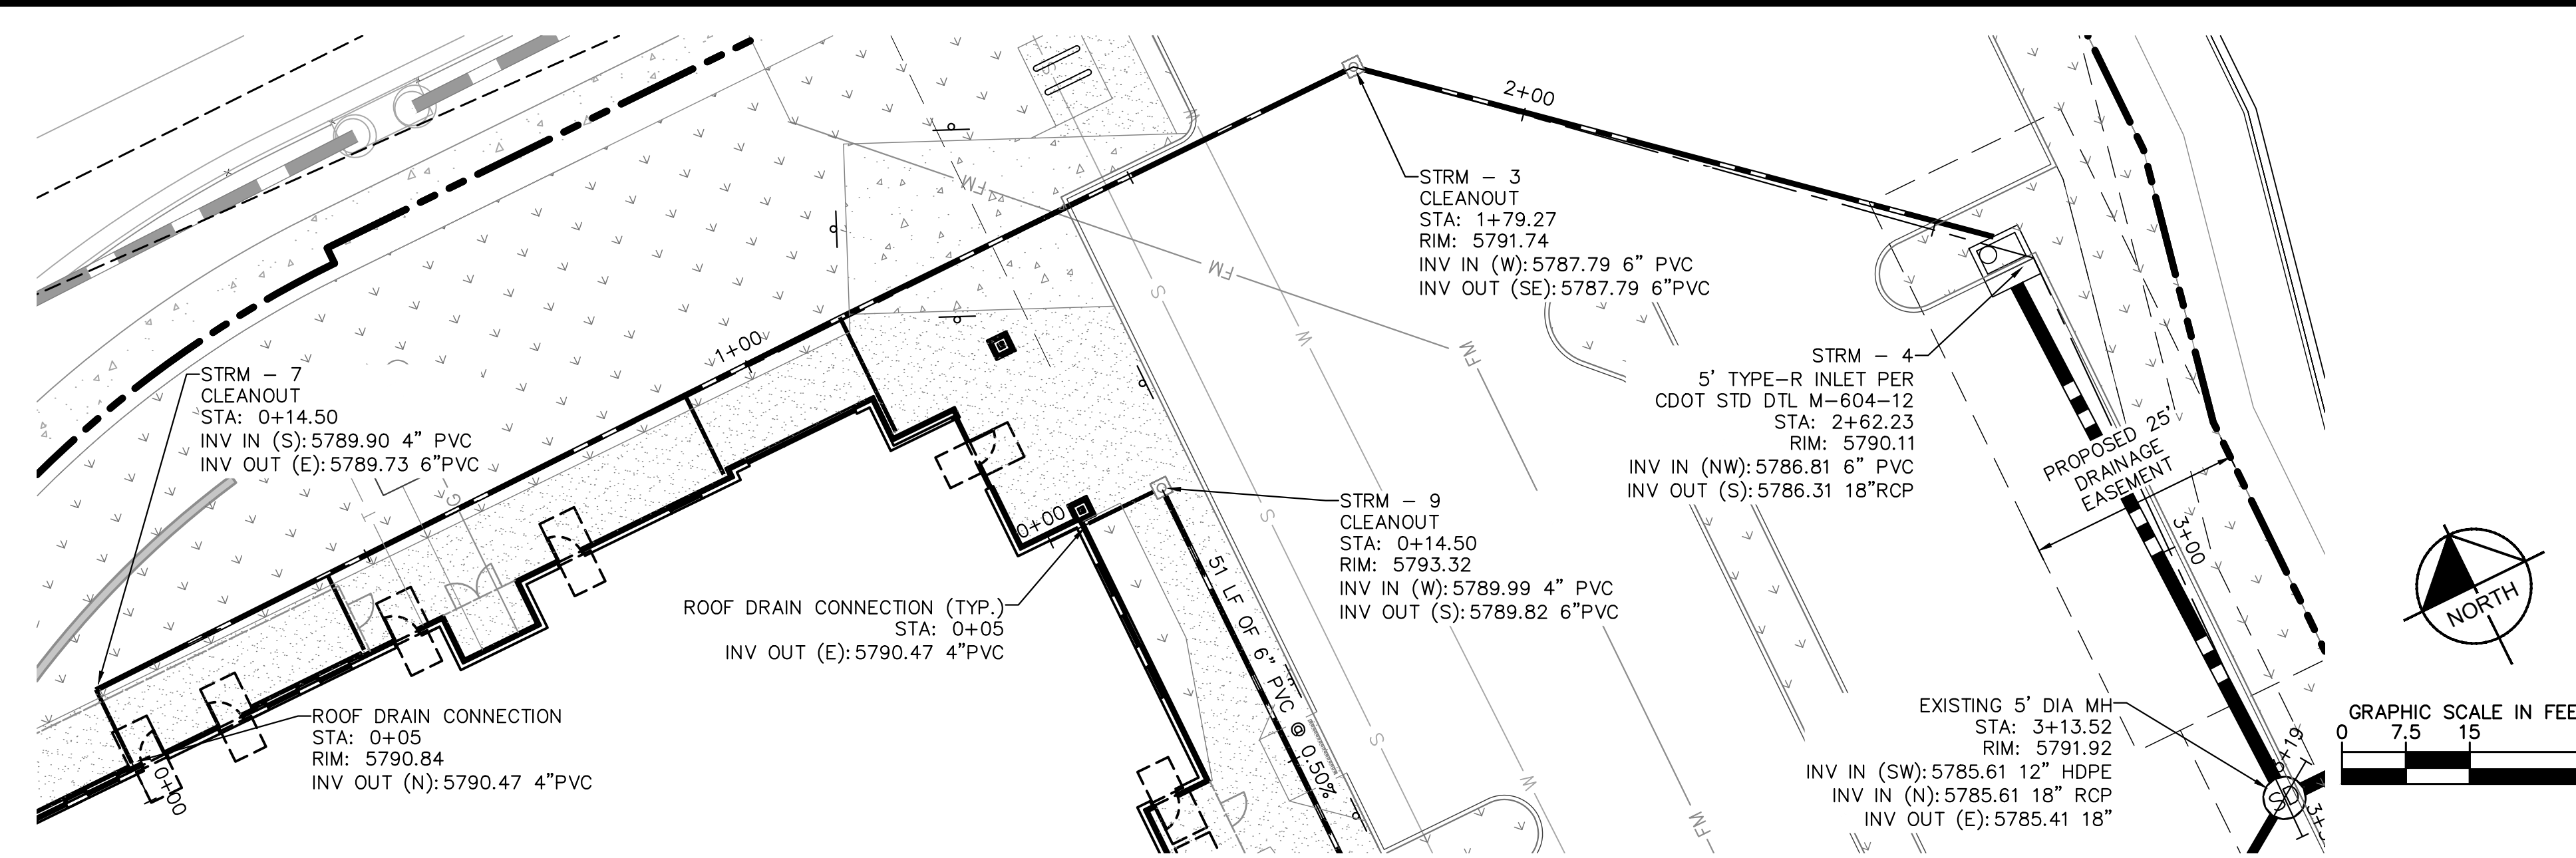 2+00
STRM - 3
CLEANOUT
STA: 1+79.27
RIM: 5791.74
INV IN (W): 5787.79 6" PVC
INV OUT (SE): 5787.79 6"PVC
FM
FM
FM
FM
S
S
S
S
W
W
W
1+00
STRM - 7
CLEANOUT
STA: 0+14.50
INV IN (S): 5789.90 4" PVC
INV OUT (E): 5789.73 6"PVC
G
STRM - 4
5' TYPE-R INLET PER
CDOT STD DTL M-604-12
STA: 2+62.23
RIM: 5790.11
INV IN (NW): 5786.81 6" PVC
INV OUT (S): 5786.31 18"RCP
PROPOSED 25'
DRAINAGE
EASEMENT
3+00
STRM - 9
CLEANOUT
STA: 0+14.50
RIM: 5793.32
INV IN (W): 5789.99 4" PVC
INV OUT (S): 5789.82 6"PVC
0+00
ROOF DRAIN CONNECTION (TYP.)
STA: 0+05
INV OUT (E): 5790.47 4"PVC
51 LF OF 6"
PVC @ 0.50%
NORTH
ROOF DRAIN CONNECTION
STA: 0+05
RIM: 5790.84
INV OUT (N): 5790.47 4"PVC
0+00
EXISTING 5' DIA MH
STA: 3+13.52
RIM: 5791.92
INV IN (SW): 5785.61 12" HDPE
INV IN (N): 5785.61 18" RCP
INV OUT (E): 5785.41 18"
SD
GRAPHIC SCALE IN FEE
0 7.5 15